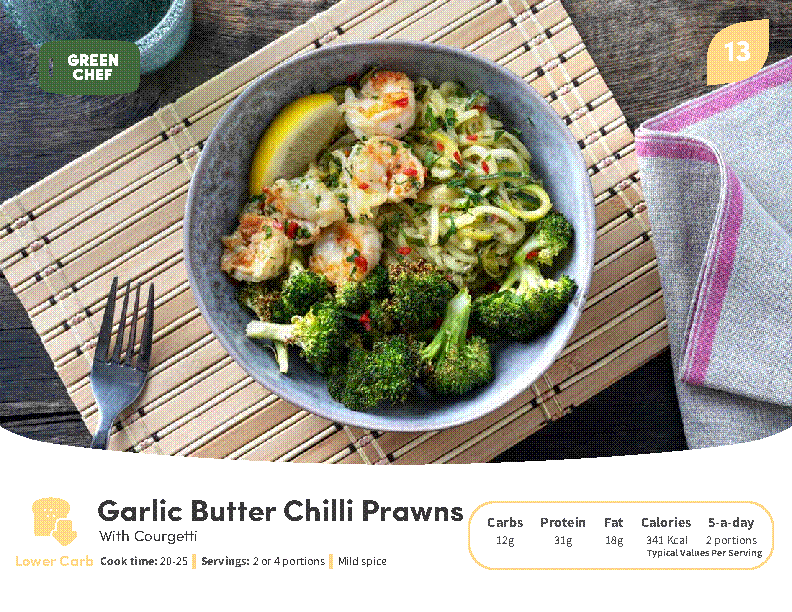 GREEN
CHEF
13
Garlic Butter Chilli Prawns
With Courgetti
Lower Carb
Cook time: 20-25 | Servings: 2 or 4 portions | Mild spice
Carbs Protein Fat Calories 5-a-day
12g 31g 18g 341 Kcal 2 portions
Typical Values Per Serving